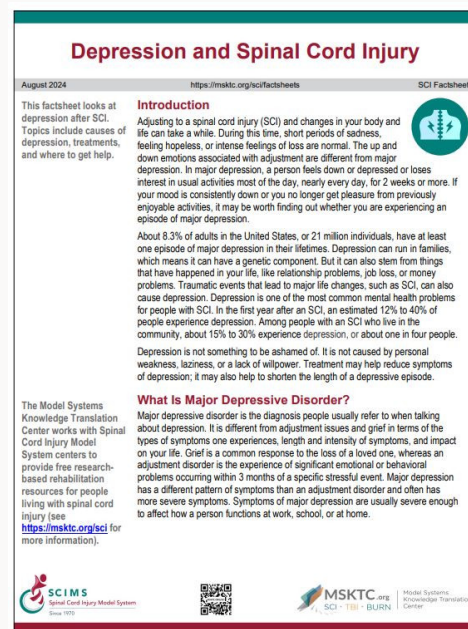 Depression and Spinal Cord Injury
August 2024
https://msktc.org/sci/factsheets
SCI Factsheet
This factsheet looks at
depression after SCI.
Topics include causes of
depression, treatments,
and where to get help.
Introduction
Adjusting to a spinal cord injury (SCI) and changes in your body and
life can take a while. During this time, short periods of sadness,
feeling hopeless, or intense feelings of loss are normal. The up and
down emotions associated with adjustment are different from major
depression. In major depression, a person feels down or depressed or loses
interest in usual activities most of the day, nearly every day, for 2 weeks or more. If
your mood is consistently down or you no longer get pleasure from previously
enjoyable activities, it may be worth finding out whether you are experiencing an
episode of major depression.
About 8.3% of adults in the United States, or 21 million individuals, have at least
one episode of major depression in their lifetimes. Depression can run in families,
which means it can have a genetic component. But it can also stem from things
that have happened in your life, like relationship problems, job loss, or money
problems. Traumatic events that lead to major life changes, such as SCI, can also
cause depression. Depression is one of the most common mental health problems
for people with SCI. In the first year after an SCI, an estimated 12% to 40% of
people experience depression. Among people with an SCI who live in the
community, about 15% to 30% experience depression, or about one in four people.
Depression is not something to be ashamed of. It is not caused by personal
weakness, laziness, or a lack of willpower. Treatment may help reduce symptoms
of depression; it may also help to shorten the length of a depressive episode.
The Model Systems
Knowledge Translation
Center works with Spinal
Cord Injury Model
System centers to
provide free research-
based rehabilitation
resources for people
living with spinal cord
injury (see
https://msktc.org/sci for
more information).
What Is Major Depressive Disorder?
Major depressive disorder is the diagnosis people usually refer to when talking
about depression. It is different from adjustment issues and grief in terms of the
types of symptoms one experiences, length and intensity of symptoms, and impact
on your life. Grief is a common response to the loss of a loved one, whereas an
adjustment disorder is the experience of significant emotional or behavioral
problems occurring within 3 months of a specific stressful event. Major depression
has a different pattern of symptoms than an adjustment disorder and often has
more severe symptoms. Symptoms of major depression are usually severe enough
to affect how a person functions at work, school, or at home.
SCIMS
Spinal Cord Injury Model System
Since 1970
MSKTC.org
SCI · TBI · BURN
Model Systems
Knowledge Translation
Center